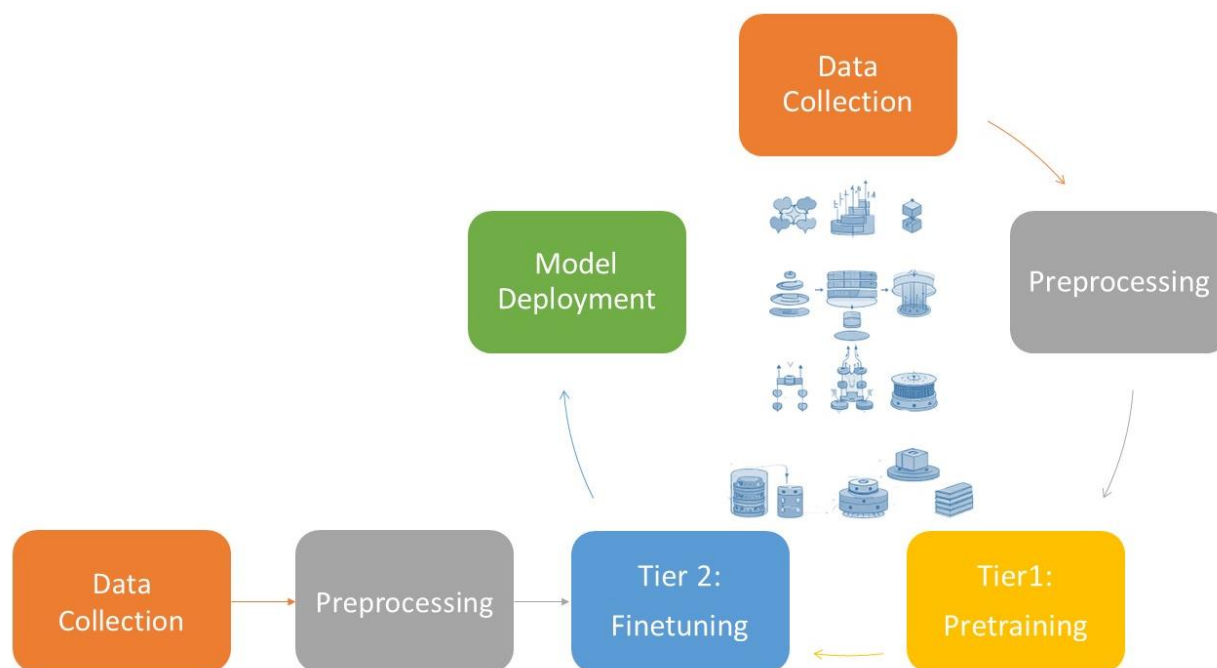 Data
Collection
Model
Deployment
Preprocessing
Data
Collection
Preprocessing
Tier 2:
Finetuning
Tier1:
Pretraining